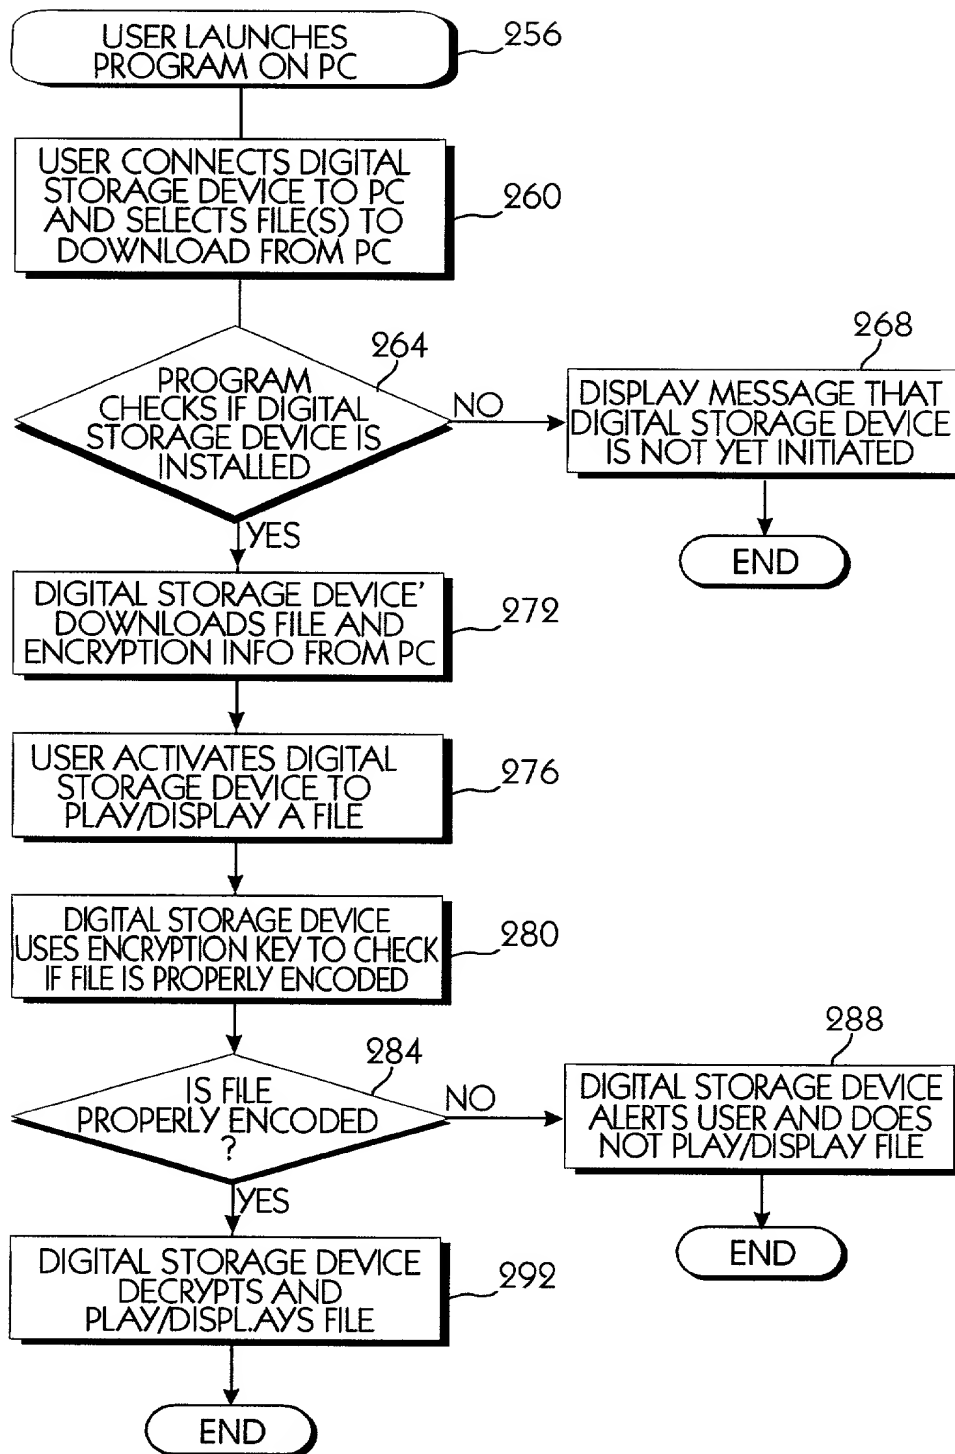 USER LAUNCHES
PROGRAM ON PC
256
USER CONNECTS DIGITAL
STORAGE DEVICE TO PC
AND SELECTS FILE(S) TO
DOWNLOAD FROM PC
260
264
PROGRAM
CHECKS IF DIGITAL
STORAGE DEVICE IS
INSTALLED
NO
268
DISPLAY MESSAGE THAT
DIGITAL STORAGE DEVICE
IS NOT YET INITIATED
END
YES
DIGITAL STORAGE DEVICE'
DOWNLOADS FILE AND
ENCRYPTION INFO FROM PC
272
USER ACTIVATES DIGITAL
STORAGE DEVICE TO
PLAY/DISPLAY A FILE
276
DIGITAL STORAGE DEVICE
USES ENCRYPTION KEY TO CHECK
IF FILE IS PROPERLY ENCODED
280
284
IS FILE
PROPERLY ENCODED
?
NO
288
DIGITAL STORAGE DEVICE
ALERTS USER AND DOES
NOT PLAY/DISPLAY FILE
END
YES
DIGITAL STORAGE DEVICE
DECRYPTS AND
PLAY/DISPL.AYS FILE
292
END